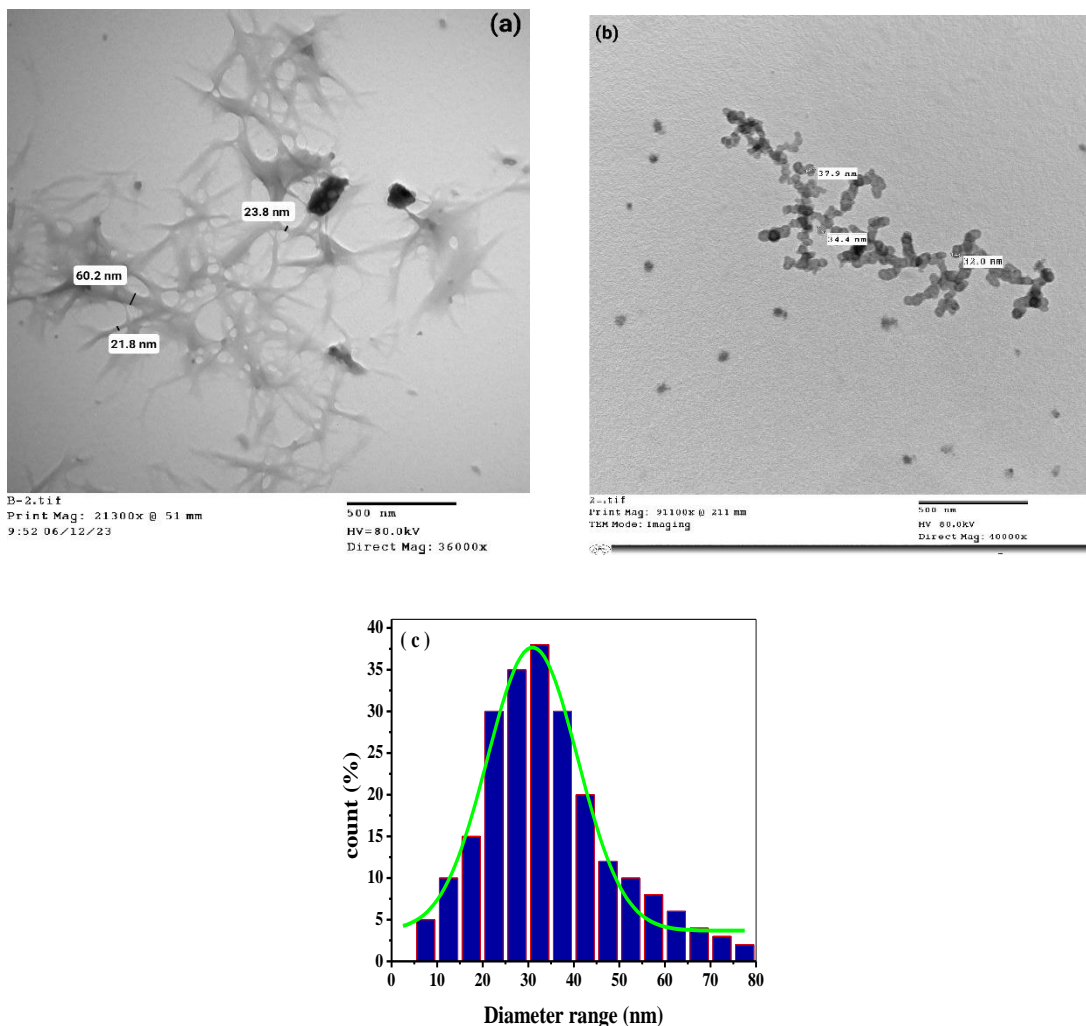 (a)
23.8 nm
60.2 nm
21.8 nm
B-2.tif
Print Mag: 21300x @ 51 mm
9:52 06/12/23
500 nm
HV=80.0kV
Direct Mag: 36000x
(b)
37.9 nm
34.4 nm
32.0 nm
Print Mag: 91100x @ 211 mm
TEM Mode: Imaging
500 nm
HV 80.0kV
Direct Mag: 40000x
( c )
count (%)
40
35
30
25
20
15
10
5
0
0 10 20 30 40 50 60 70 80
Diameter range (nm)